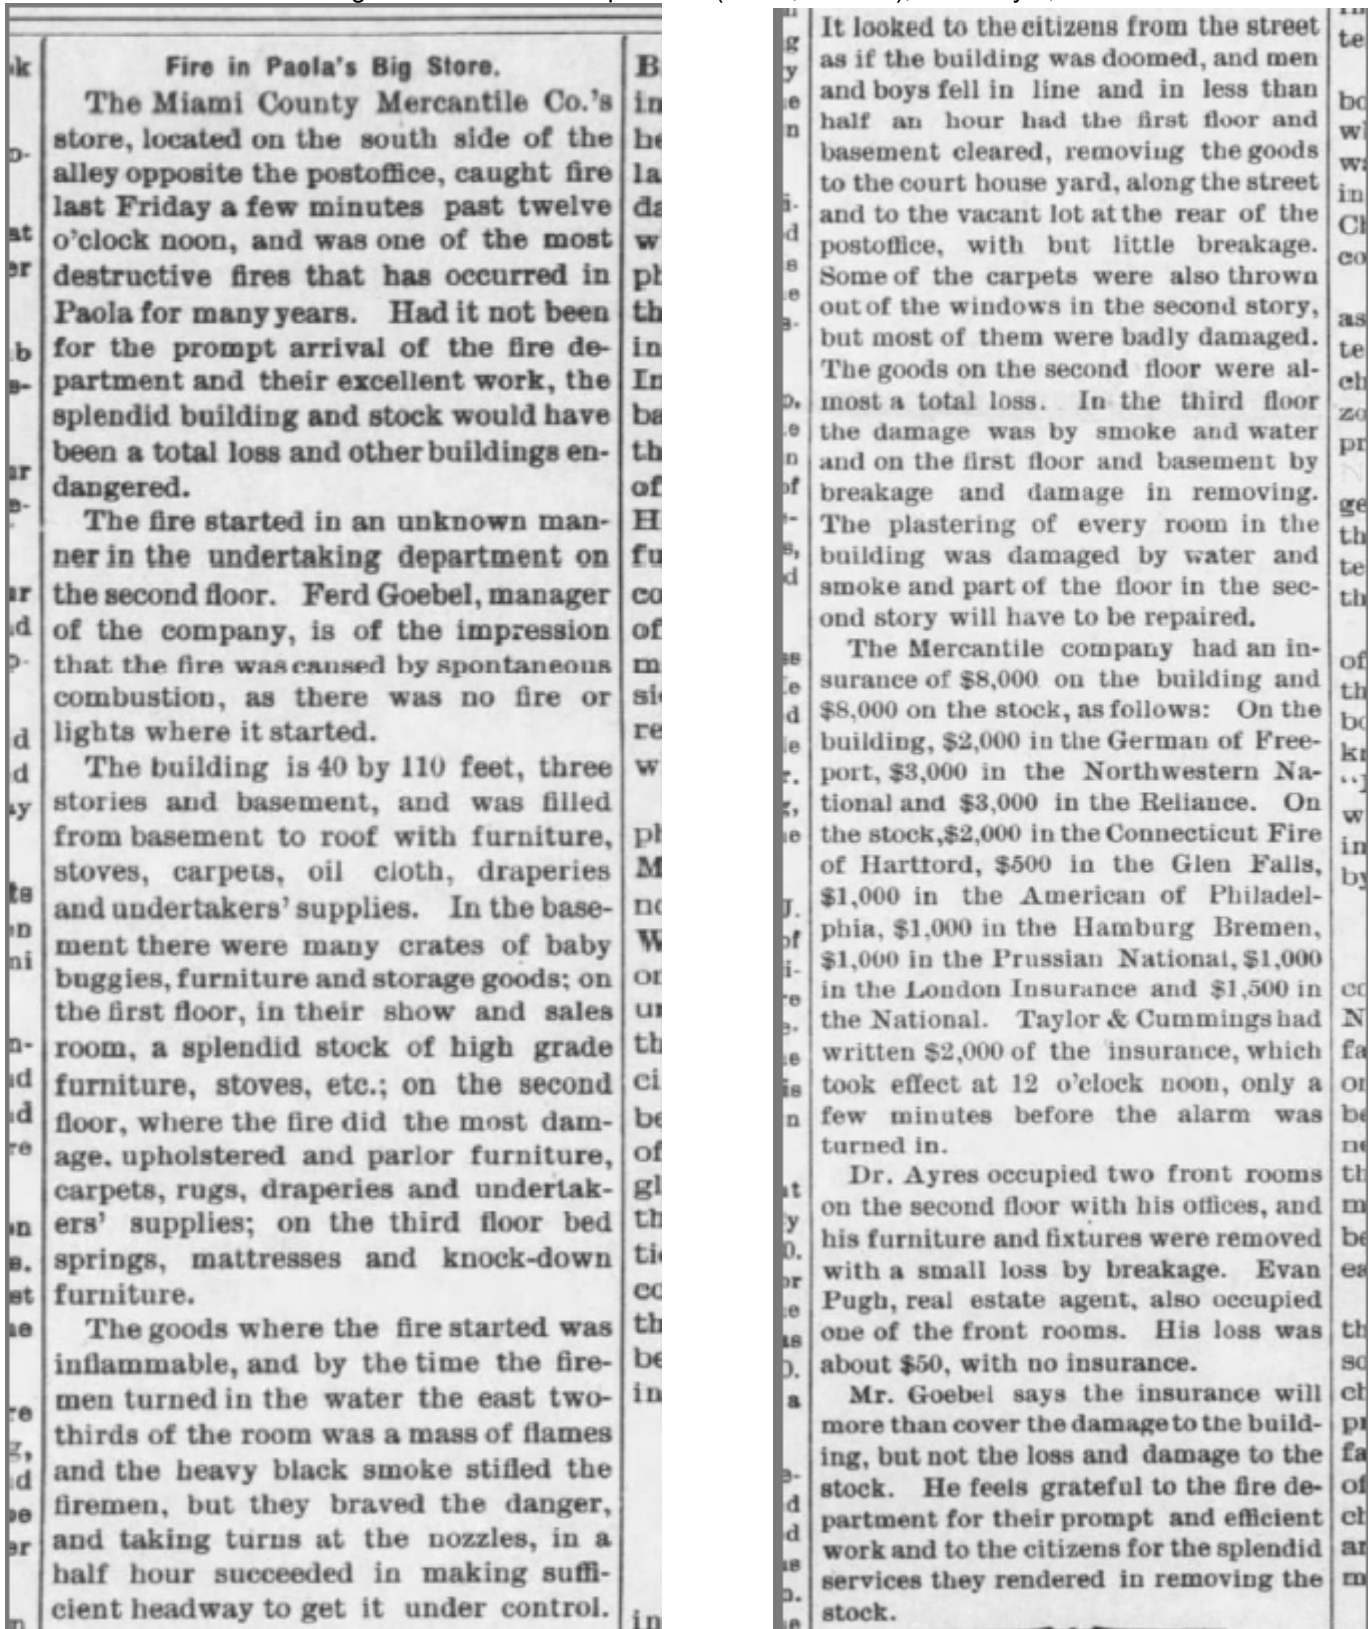 Fire in Paola's Big Store.
The Miami County Mercantile Co.'s
store, located on the south side of the
alley opposite the postoffice, caught fire
last Friday a few minutes past twelve
o'clock noon, and was one of the most
destructive fires that has occurred in
Paola for many years. Had it not been
for the prompt arrival of the fire de-
partment and their excellent work, the
splendid building and stock would have
been a total loss and other buildings en-
dangered.
The fire started in an unknown man-
ner in the undertaking department on
the second floor. Ferd Goebel, manager
of the company, is of the impression
that the fire was caused by spontaneous
combustion, as there was no fire or
lights where it started.
The building is 40 by 110 feet, three
stories and basement, and was filled
from basement to roof with furniture,
stoves, carpets, oil cloth, draperies
and undertakers' supplies. In the base-
ment there were many crates of baby
buggies, furniture and storage goods; on
the first floor, in their show and sales
room, a splendid stock of high grade
furniture, stoves, etc.; on the second
floor, where the fire did the most dam-
age. upholstered and parlor furniture,
carpets, rugs, draperies and undertak-
ers' supplies; on the third floor bed
springs, mattresses and knock-down
furniture.
The goods where the fire started was
inflammable, and by the time the fire-
men turned in the water the east two-
thirds of the room was a mass of flames
and the heavy black smoke stifled the
firemen, but they braved the danger,
and taking turns at the nozzles, in a
half hour succeeded in making suffi-
cient headway to get it under control.
It looked to the citizens from the street
as if the building was doomed, and men
and boys fell in line and in less than
half an hour had the first floor and
basement cleared, removing the goods
to the court house yard, along the street
and to the vacant lot at the rear of the
postoffice, with but little breakage.
Some of the carpets were also thrown
out of the windows in the second story,
but most of them were badly damaged.
The goods on the second floor were al-
most a total loss. In the third floor
the damage was by smoke and water
and on the first floor and basement by
breakage and damage in removing.
The plastering of every room in the
building was damaged by water and
smoke and part of the floor in the sec-
ond story will have to be repaired.
The Mercantile company had an in-
surance of $8,000 on the building and
$8,000 on the stock, as follows: On the
building, $2,000 in the German of Free-
port, $3,000 in the Northwestern Na-
tional and $3,000 in the Reliance. On
the stock, $2,000 in the Connecticut Fire
of Harttord, $500 in the Glen Falls,
$1,000 in the American of Philadel-
phia, $1,000 in the Hamburg Bremen,
$1,000 in the Prussian National, $1,000
in the London Insurance and $1,500 in
the National. Taylor & Cummings had
written $2,000 of the insurance, which
took effect at 12 o'clock noon, only a
few minutes before the alarm was
turned in.
Dr. Ayres occupied two front rooms
on the second floor with his offices, and
his furniture and fixtures were removed
with a small loss by breakage. Evan
Pugh, real estate agent, also occupied
one of the front rooms. His loss was
about $50, with no insurance.
Mr. Goebel says the insurance will
more than cover the damage to the build-
ing, but not the loss and damage to the
stock. He feels grateful to the fire de-
partment for their prompt and efficient
work and to the citizens for the splendid
services they rendered in removing the
stock.